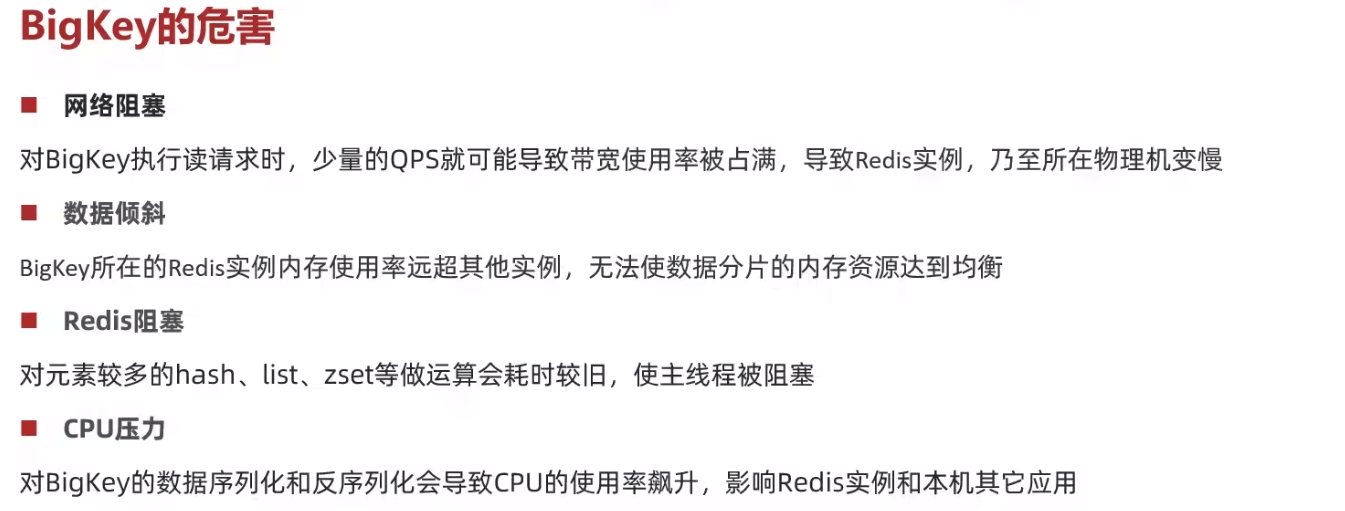 BigKey的危害
■ 网络阻塞
对BigKey执行读请求时，少量的QPS就可能导致带宽使用率被占满，导致Redis实例，乃至所在物理机变慢
■ 数据倾斜
BigKey所在的Redis实例内存使用率远超其他实例，无法使数据分片的内存资源达到均衡
■ Redis阻塞
对元素较多的hash、list、zset等做运算会耗时较旧，使主线程被阻塞
■ CPU压力
对BigKey的数据序列化和反序列化会导致CPU的使用率飙升，影响Redis实例和本机其它应用